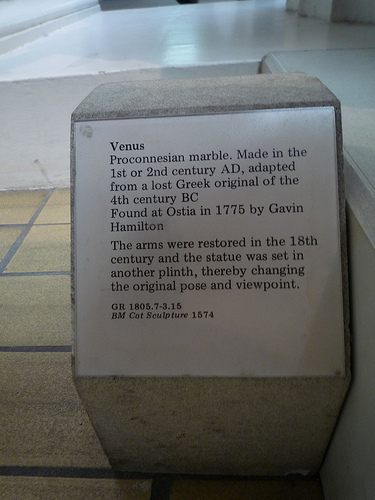 Venus
Proconnesian marble. Made in the
1st or 2nd century AD, adapted
from a lost Greek original of the
4th century BC
Found at Ostia in 1775 by Gavin
Hamilton
The arms were restored in the 18th
century and the statue was set in
another plinth, thereby changing
the original pose and viewpoint.
GR 1805.7-3.15
BM Cat Sculpture 1574